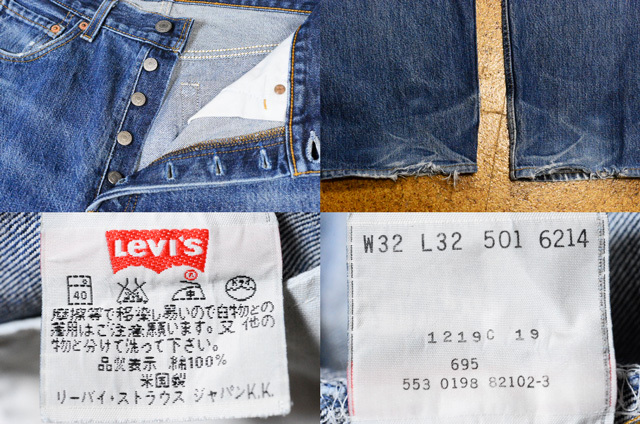 LEVI'S
40
ドライ
摩擦等で移染し易いので白物との
着用はご注意願います。又、他の
物と分けて洗って下さい。
品質表示 綿100%
米国製
リーバイ・ストラウス ジャパンK.K.
W32 L32 501 6214
1219C 19
695
553 0198 82102-3